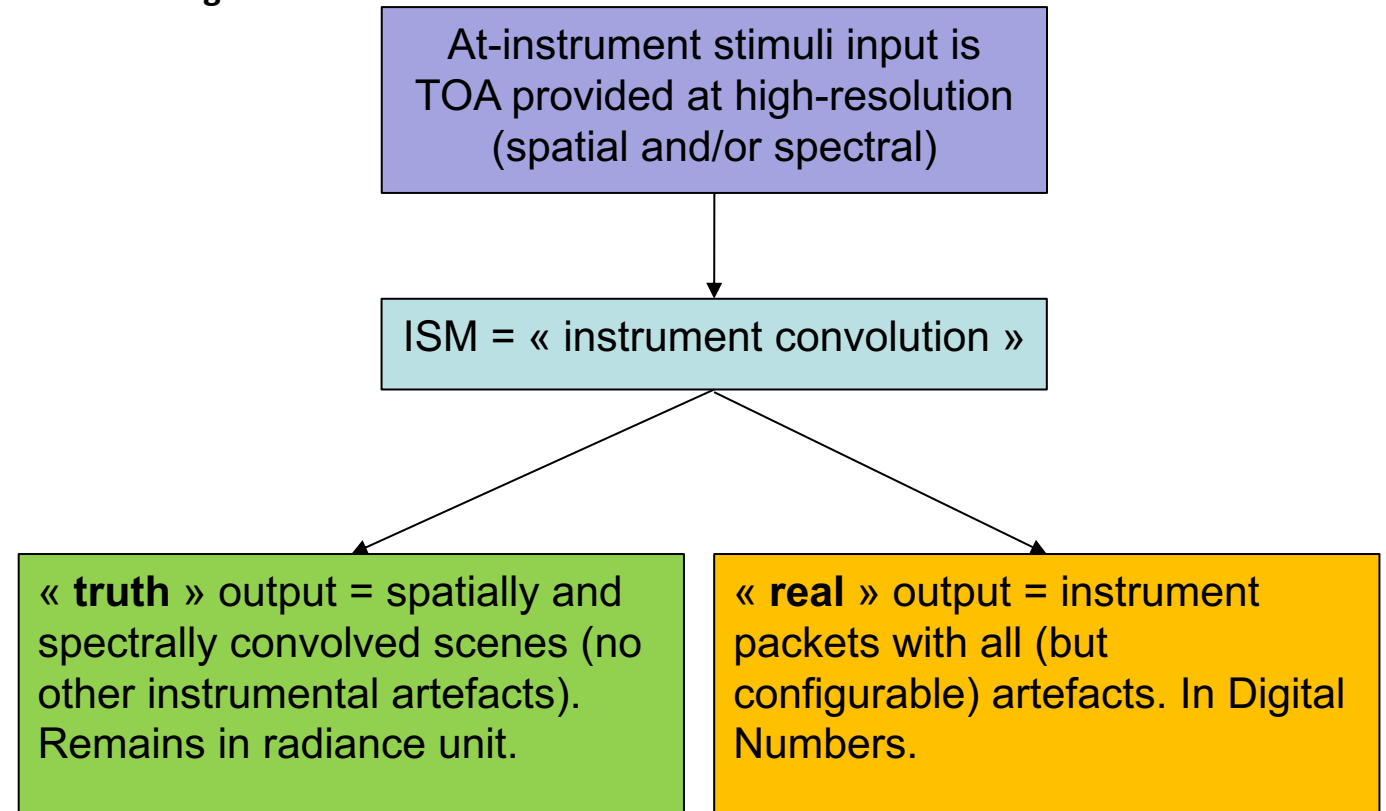 At-instrument stimuli input is
TOA provided at high-resolution
(spatial and/or spectral)
ISM = « instrument convolution »
« truth » output = spatially and
spectrally convolved scenes (no
other instrumental artefacts).
Remains in radiance unit.
« real » output = instrument
packets with all (but
configurable) artefacts. In Digital
Numbers.